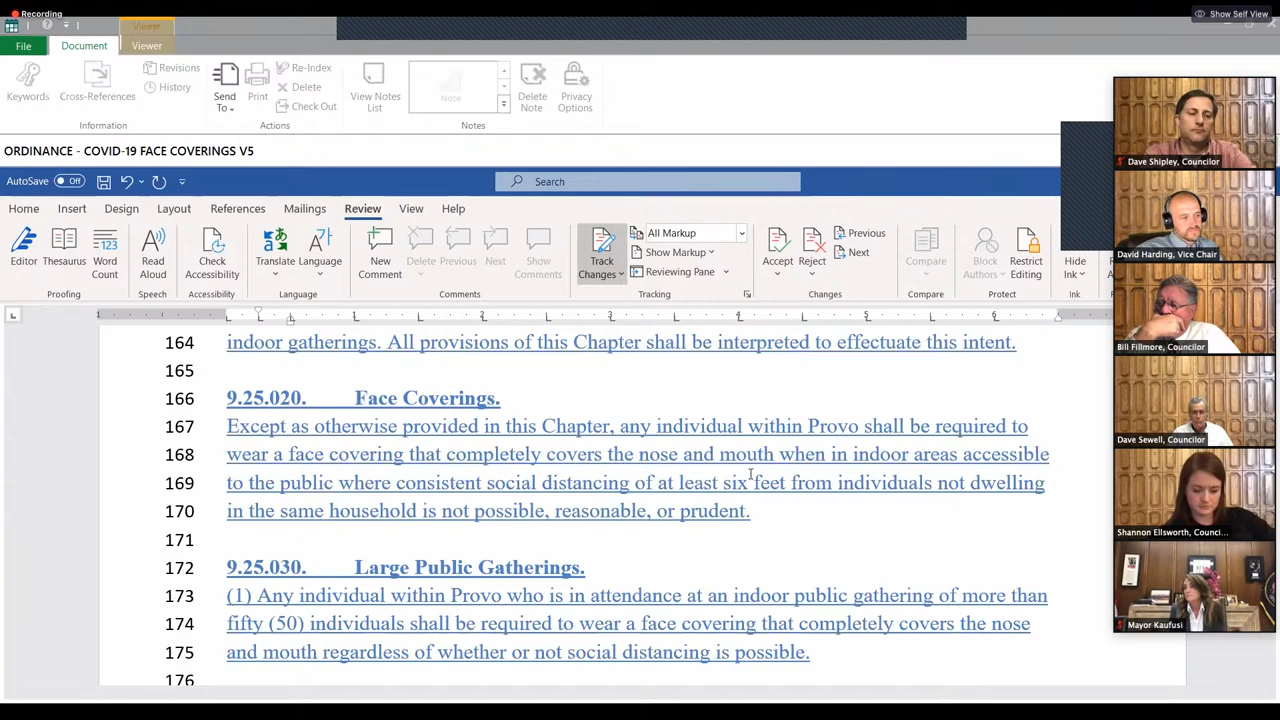 Recording
Show Self View
Viewer
File
Document
Viewer
Keywords
Cross-References
Revisions
History
Information
Send To
Print
Re-Index
Delete
Check Out
Actions
View Notes List
Note
Delete Note
Privacy Options
Notes
ORDINANCE - COVID-19 FACE COVERINGS V5
AutoSave Off
Search
Home Insert Design Layout References Mailings Review View Help
Editor
Thesaurus
Word Count
Proofing
Read Aloud
Speech
Check Accessibility
Accessibility
Translate
Language
Language
New Comment
Delete
Previous
Next
Show Comments
Comments
Track Changes
All Markup
Show Markup
Reviewing Pane
Tracking
Accept
Reject
Previous
Next
Changes
Compare
Compare
Block Authors
Restrict Editing
Protect
Hide Ink
Ink
1 1 2 3 4 5 6
164 indoor gatherings. All provisions of this Chapter shall be interpreted to effectuate this intent.
165
166 9.25.020. Face Coverings.
167 Except as otherwise provided in this Chapter, any individual within Provo shall be required to
168 wear a face covering that completely covers the nose and mouth when in indoor areas accessible
169 to the public where consistent social distancing of at least six feet from individuals not dwelling
170 in the same household is not possible, reasonable, or prudent.
171
172 9.25.030. Large Public Gatherings.
173 (1) Any individual within Provo who is in attendance at an indoor public gathering of more than
174 fifty (50) individuals shall be required to wear a face covering that completely covers the nose
175 and mouth regardless of whether or not social distancing is possible.
176
Dave Shipley, Councilor
David Harding, Vice Chair
Bill Fillmore, Councilor
Dave Sewell, Councilor
Shannon Ellsworth, Counci...
Mayor Kaufusi